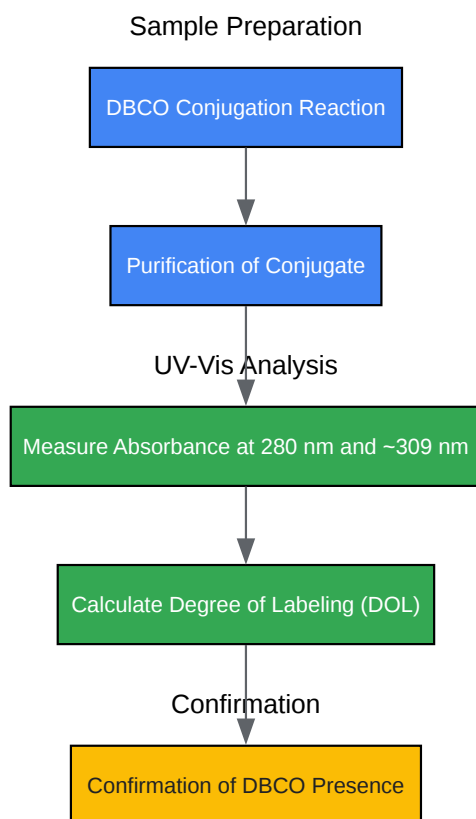 Sample Preparation
DBCO Conjugation Reaction
Purification of Conjugate
UV-Vis Analysis
Measure Absorbance at 280 nm and ~309 nm
Calculate Degree of Labeling (DOL)
Confirmation
Confirmation of DBCO Presence